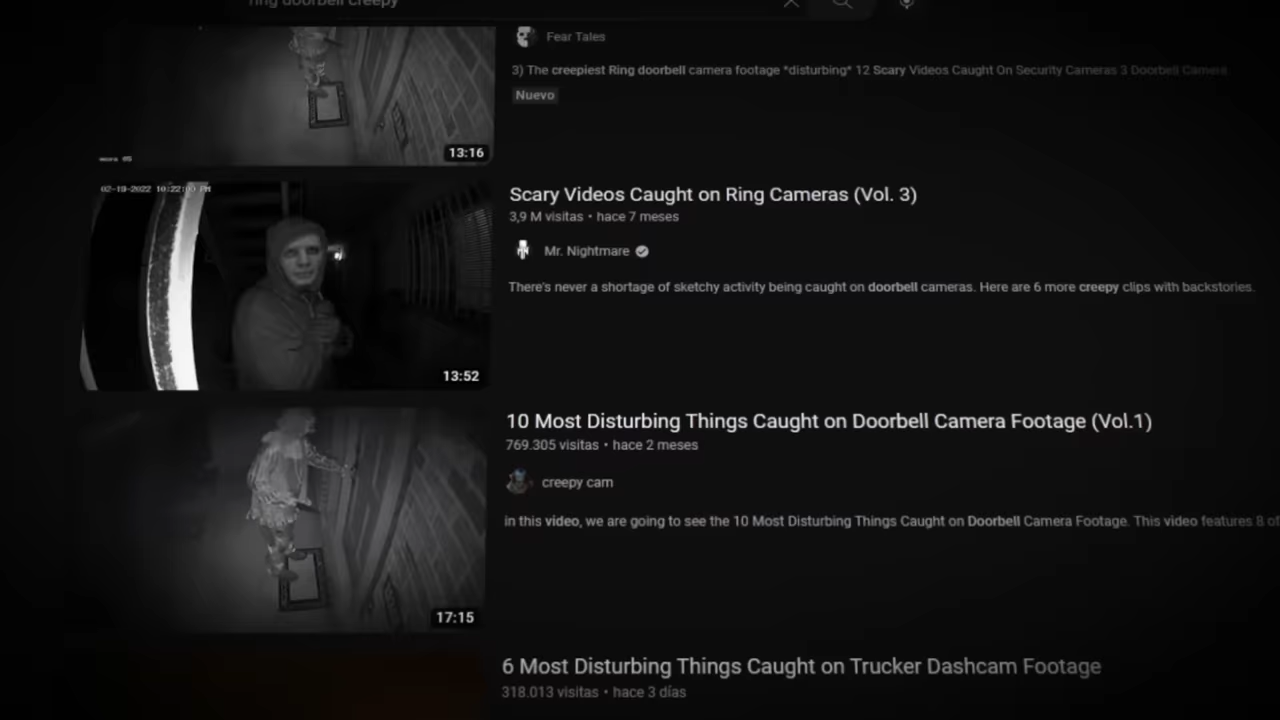 ring doorbell creepy
Fear Tales
3) The creepiest Ring doorbell camera footage *disturbing* 12 Scary Videos Caught On Security Cameras 3 Doorbell Camera
Nuevo
13:16
02-19-2022 10:22:00 PM
Scary Videos Caught on Ring Cameras (Vol. 3)
3,9 M visitas • hace 7 meses
Mr. Nightmare
There's never a shortage of sketchy activity being caught on doorbell cameras. Here are 6 more creepy clips with backstories.
13:52
10 Most Disturbing Things Caught on Doorbell Camera Footage (Vol.1)
769.305 visitas • hace 2 meses
creepy cam
in this video, we are going to see the 10 Most Disturbing Things Caught on Doorbell Camera Footage. This video features 8 of
17:15
6 Most Disturbing Things Caught on Trucker Dashcam Footage
318.013 visitas • hace 3 días